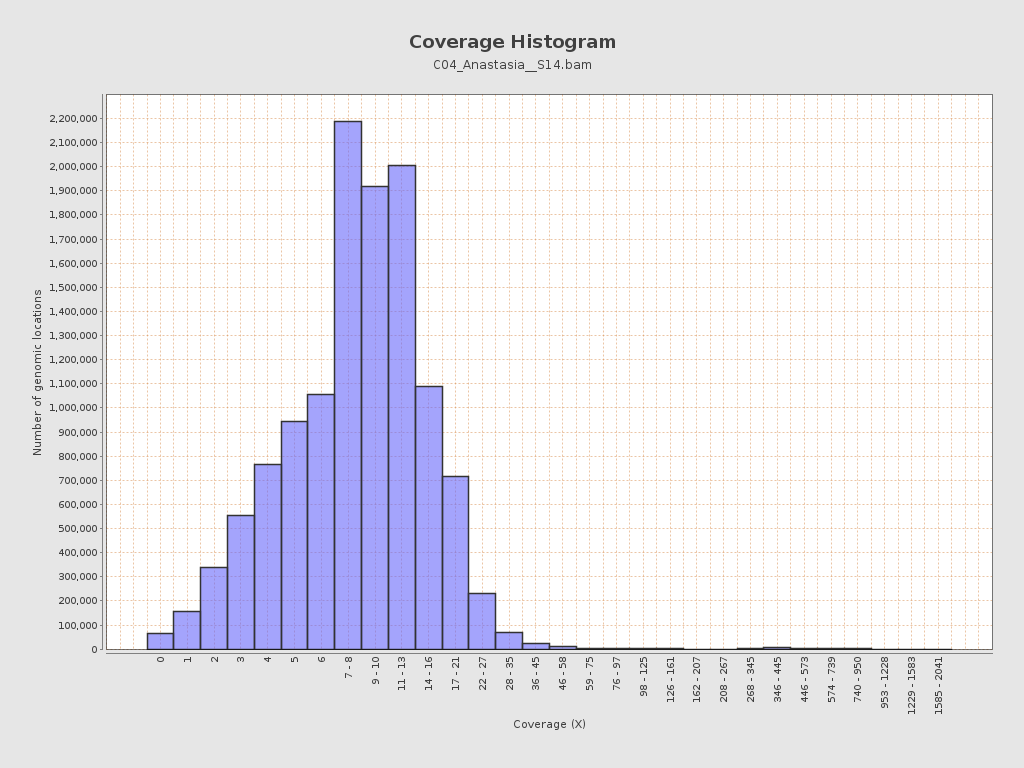 Coverage Histogram
C04_Anastasia__S14.bam
Number of genomic locations
2,200,000
2,100,000
2,000,000
1,900,000
1,800,000
1,700,000
1,600,000
1,500,000
1,400,000
1,300,000
1,200,000
1,100,000
1,000,000
900,000
800,000
700,000
600,000
500,000
400,000
300,000
200,000
100,000
0
0
1
2
3
4
5
6
7 - 8
9 - 10
11 - 13
14 - 16
17 - 21
22 - 27
28 - 35
36 - 45
46 - 58
59 - 75
76 - 97
98 - 125
126 - 161
162 - 207
208 - 267
268 - 345
346 - 445
446 - 573
574 - 739
740 - 950
953 - 1228
1229 - 1583
1585 - 2041
Coverage (X)